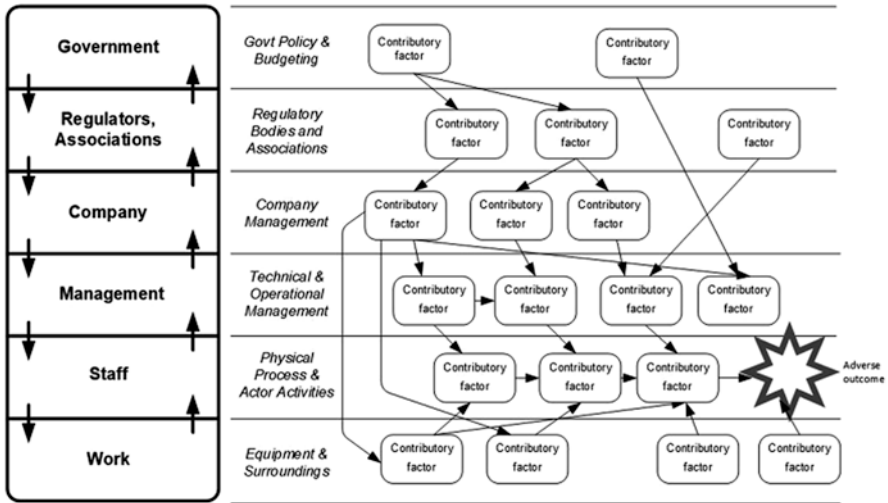 Government
Regulators,
Associations
Company
Management
Staff
Work
Govt Policy &
Budgeting
Contributory
factor
Contributory
factor
Regulatory
Bodies and
Associations
Contributory
factor
Contributory
factor
Contributory
factor
Company
Management
Contributory
factor
Contributory
factor
Contributory
factor
Technical &
Operational
Management
Contributory
factor
Contributory
factor
Contributory
factor
Contributory
factor
Physical
Process &
Actor Activities
Contributory
factor
Contributory
factor
Contributory
factor
Adverse
outcome
Equipment &
Surroundings
Contributory
factor
Contributory
factor
Contributory
factor
Contributory
factor